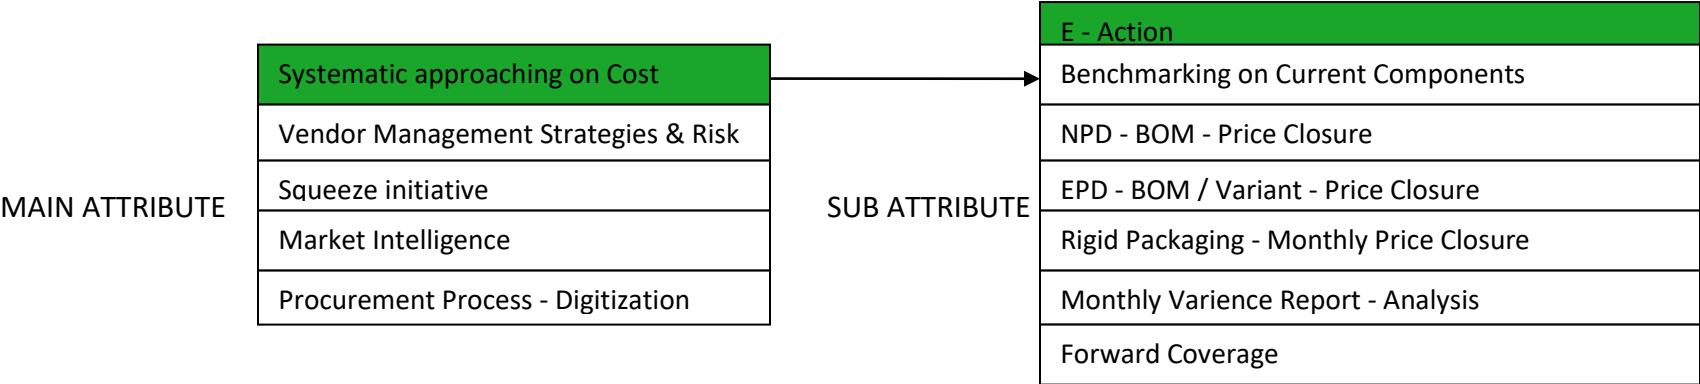 MAIN ATTRIBUTE
Systematic approaching on Cost
Vendor Management Strategies & Risk
Squeeze initiative
Market Intelligence
Procurement Process - Digitization
SUB ATTRIBUTE
E - Action
Benchmarking on Current Components
NPD - BOM - Price Closure
EPD - BOM / Variant - Price Closure
Rigid Packaging - Monthly Price Closure
Monthly Varience Report - Analysis
Forward Coverage